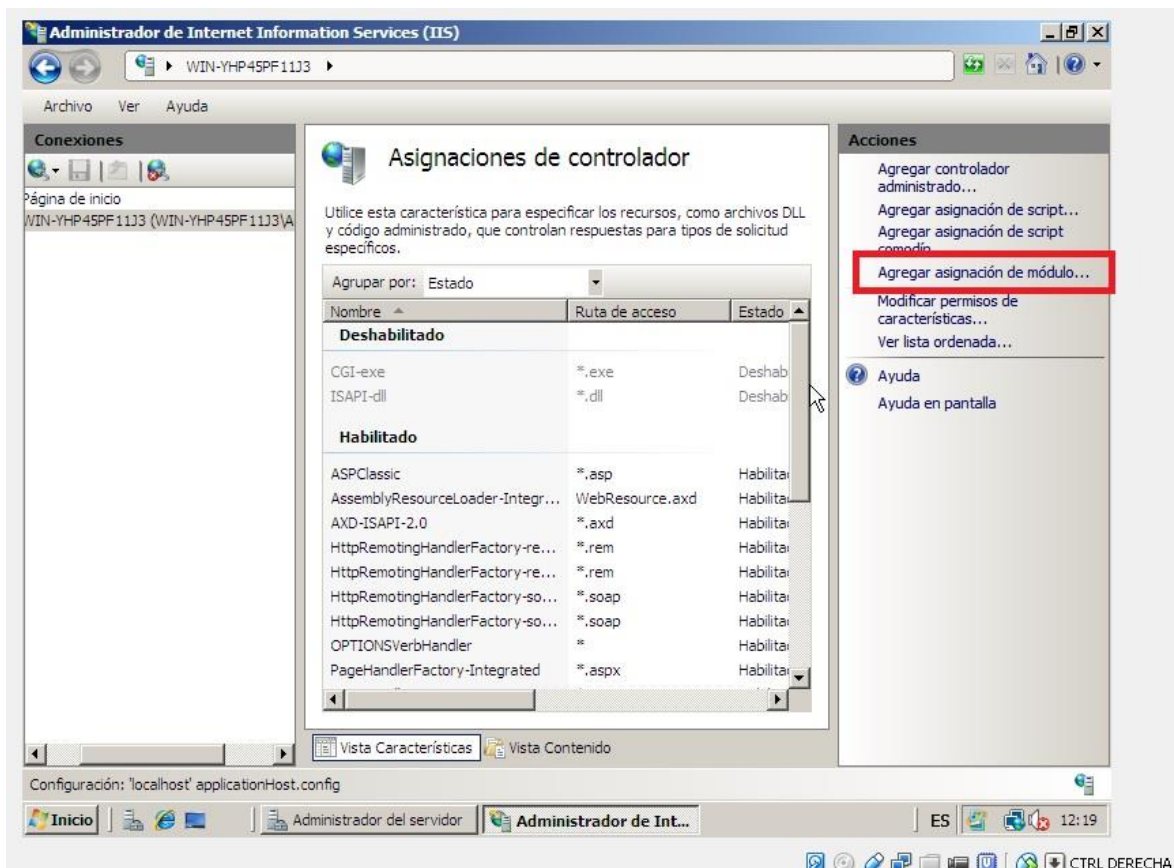 Administrador de Internet Information Services (IIS)
WIN-YHP45PF11J3
Archivo Ver Ayuda
Conexiones
Página de inicio
WIN-YHP45PF11J3 (WIN-YHP45PF11J3\A
Asignaciones de controlador
Utilice esta característica para especificar los recursos, como archivos DLL
y código administrado, que controlan respuestas para tipos de solicitud
específicos.
Agrupar por: Estado
Nombre Ruta de acceso Estado
Deshabilitado
CGI-exe *.exe Deshab
ISAPI-dll *.dll Deshab
Habilitado
ASPClassic *.asp Habilita
AssemblyResourceLoader-Integr... WebResource.axd Habilita
AXD-ISAPI-2.0 *.axd Habilita
HttpRemotingHandlerFactory-re... *.rem Habilita
HttpRemotingHandlerFactory-re... *.rem Habilita
HttpRemotingHandlerFactory-so... *.soap Habilita
HttpRemotingHandlerFactory-so... *.soap Habilita
OPTIONSVerbHandler * Habilita
PageHandlerFactory-Integrated *.aspx Habilita
Vista Características Vista Contenido
Acciones
Agregar controlador
administrado...
Agregar asignación de script...
Agregar asignación de script
comodín
Agregar asignación de módulo...
Modificar permisos de
características...
Ver lista ordenada...
Ayuda
Ayuda en pantalla
Configuración: 'localhost' applicationHost.config
Inicio Administrador del servidor Administrador de Int... ES 12:19
CTRL DERECHA